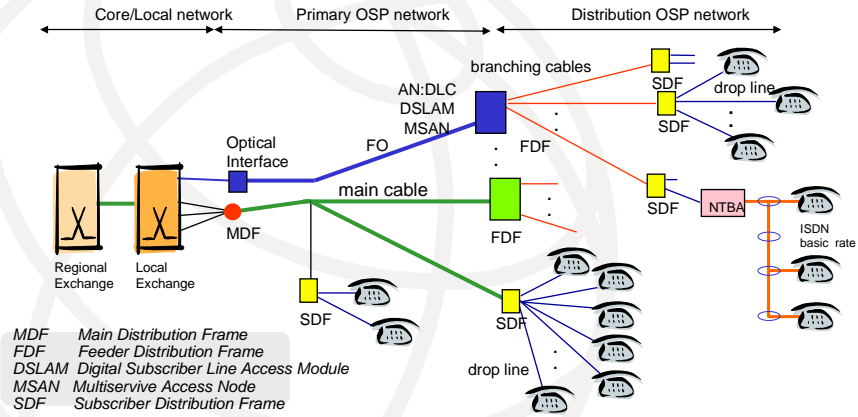 Core/Local network
Primary OSP network
Distribution OSP network
branching cables
AN:DLC
DSLAM
MSAN
SDF
drop line
SDF
Optical
Interface
FO
FDF
main cable
SDF
NTBA
MDF
FDF
ISDN
basic rate
Regional
Exchange
Local
Exchange
SDF
SDF
drop line
MDF Main Distribution Frame
FDF Feeder Distribution Frame
DSLAM Digital Subscriber Line Access Module
MSAN Multiservive Access Node
SDF Subscriber Distribution Frame